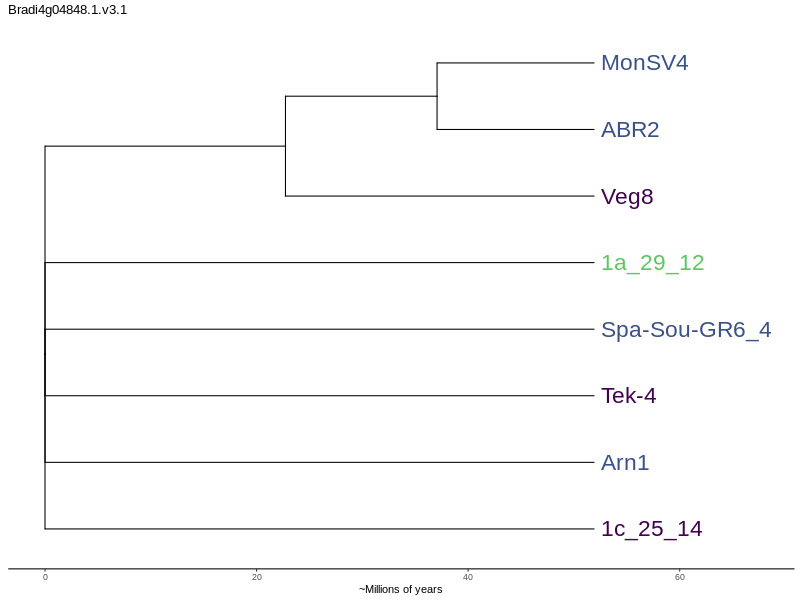 Bradi4g04848.1.v3.1
MonSV4
ABR2
Veg8
1a_29_12
Spa-Sou-GR6_4
Tek-4
Arn1
1c_25_14
0 20 40 60
~Millions of years